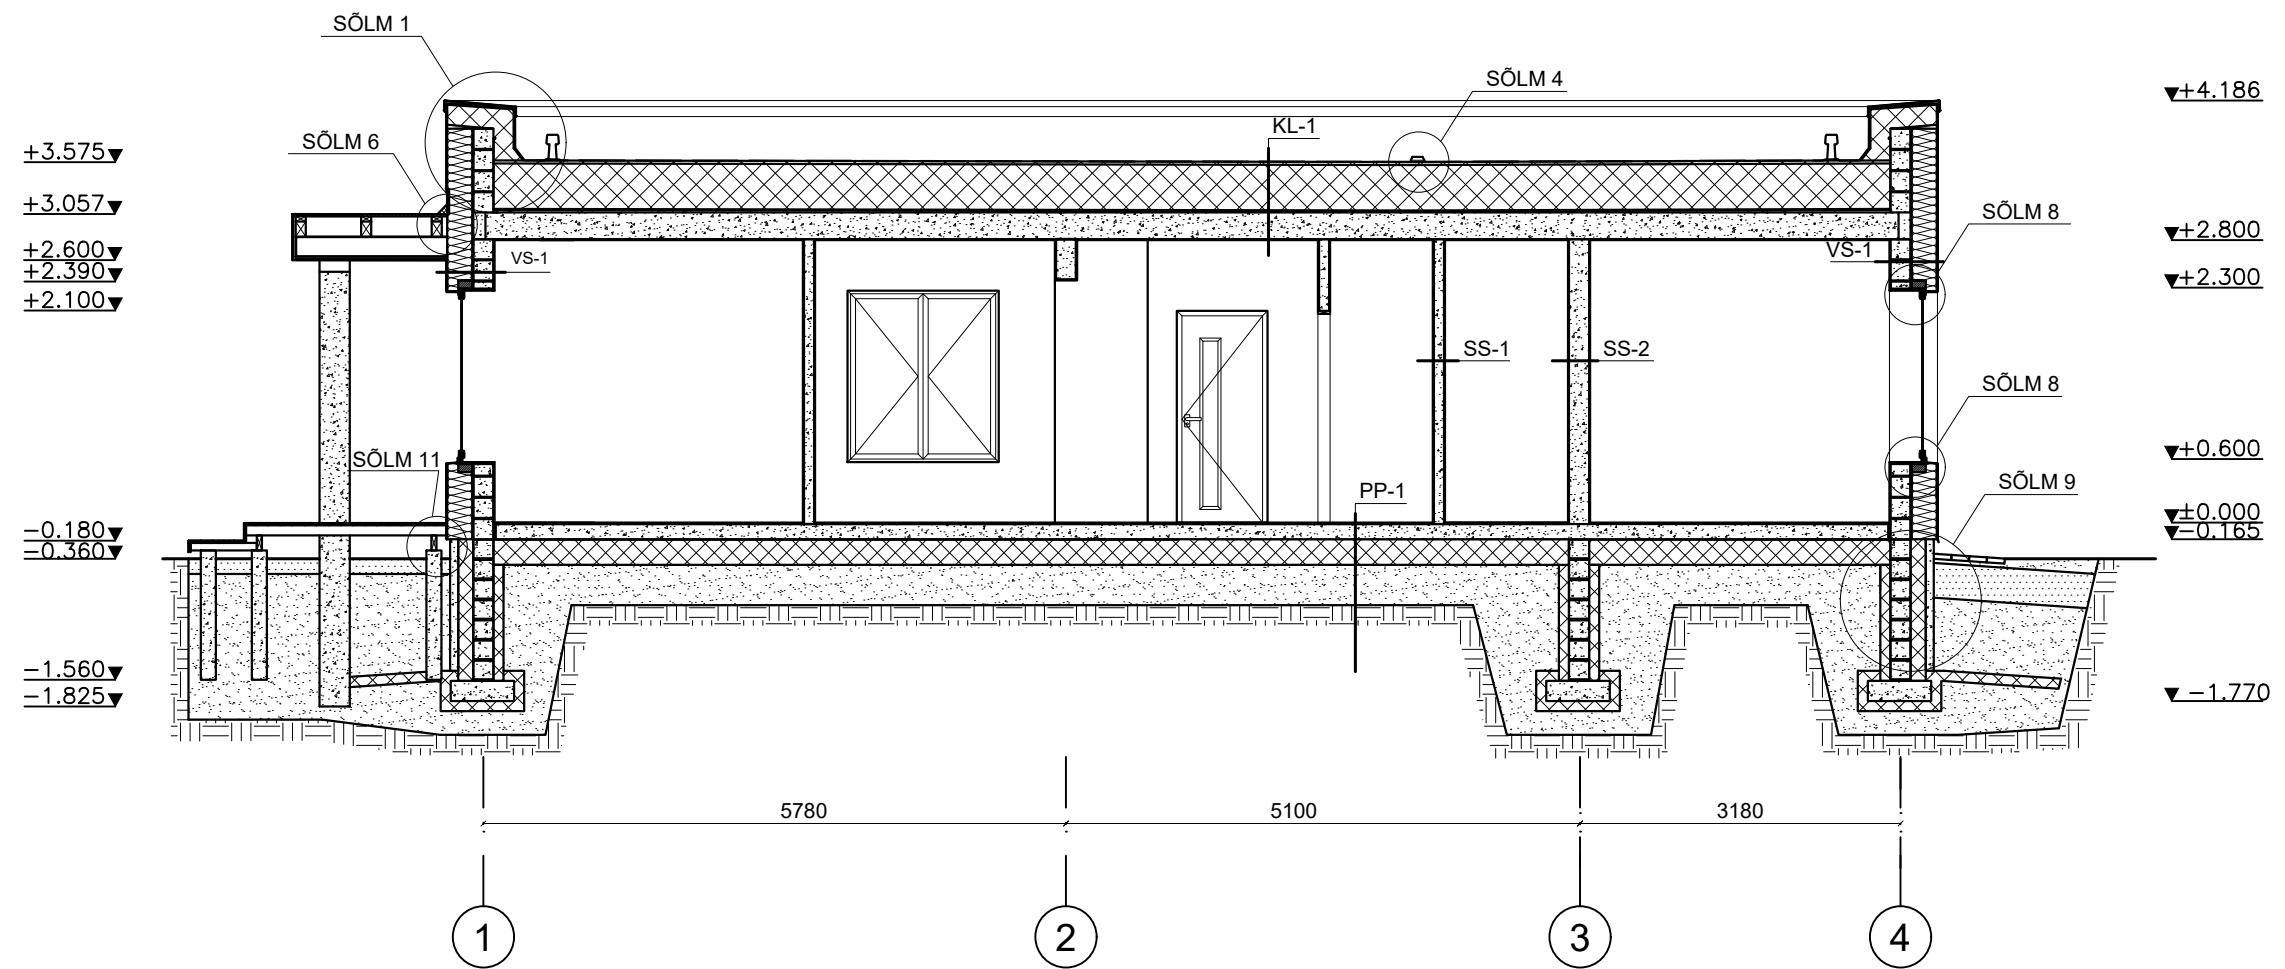 SÕLM 1
SÕLM 4
+4.186
KL-1
SÕLM 6
+3.575
+3.057
SÕLM 8
+2.800
+2.600
VS-1
VS-1
+2.390
+2.300
+2.100
SS-1
SS-2
SÕLM 8
+0.600
SÕLM 11
PP-1
SÕLM 9
±0.000
-0.180
-0.165
-0.360
-1.560
-1.825
-1.770
5780
5100
3180
1
2
3
4